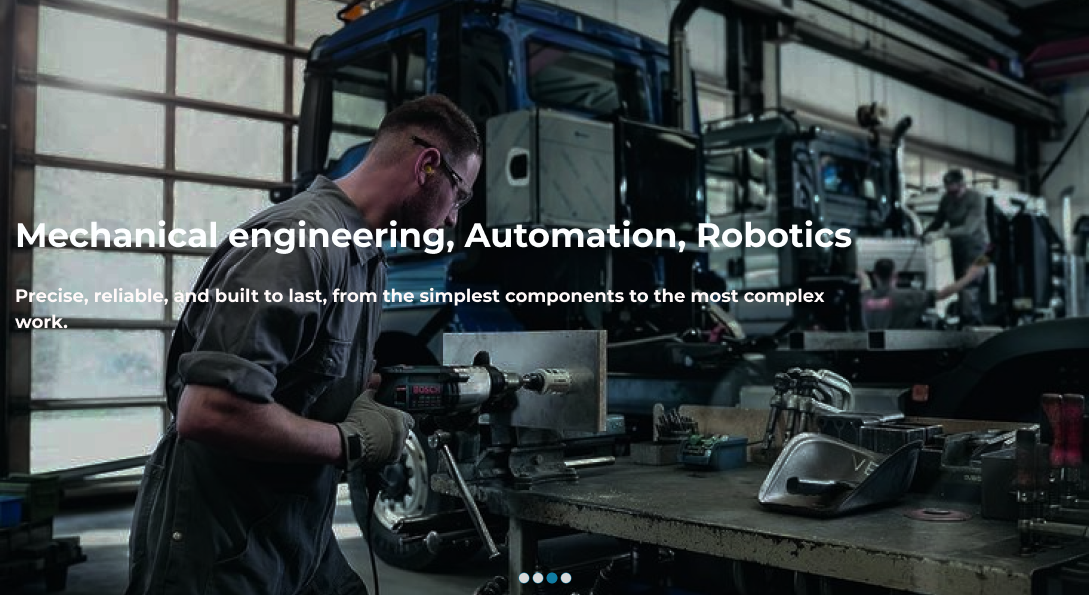 Mechanical engineering, Automation, Robotics
Precise, reliable, and built to last, from the simplest components to the most complex
work.
BOSCH